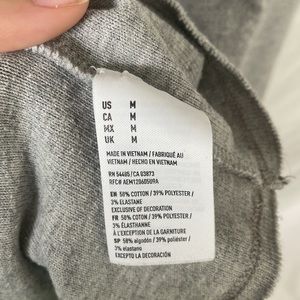 US M
CA M
MX M
UK M
MADE IN VIETNAM / FABRIQUÉ AU
VIETNAM / HECHO EN VIETNAM
RN 54485/CA 03873
EN 58% COTTON / 39% POLYESTER /
3% ELASTANE
EXCLUSIVE OF DECORATION
FR 58% COTON / 39% POLYESTER /
3% ÉLASTHANNE
À L'EXCEPTION DE LA GARNITURE
SP 58% algodón / 39% poliéster /
3% elastano
EXCEPTO LA DECORACIÓN